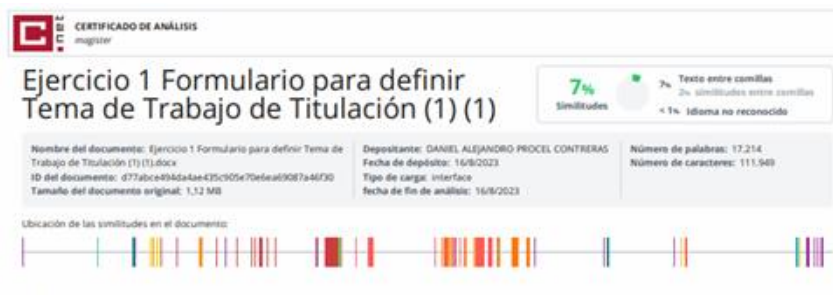 CERTIFICADO DE ANÁLISIS
magister
Ejercicio 1 Formulario para definir
Tema de Trabajo de Titulación (1) (1)
7%
Similitudes
7% Texto entre comillas
2% similitudes entre comillas
< 1% Idioma no reconocido
Nombre del documento: Ejercicio 1 Formulario para definir Tema de
Trabajo de Titulación (1) (1).docx
ID del documento: d77abce494da4ae435c905e70e6ea69087a46f30
Tamaño del documento original: 1,12 MB
Depositante: DANIEL ALEJANDRO PROCEL CONTRERAS
Fecha de depósito: 16/8/2023
Tipo de carga: interface
fecha de fin de análisis: 16/8/2023
Número de palabras: 17.214
Número de caracteres: 111.949
Ubicación de las similitudes en el documento: